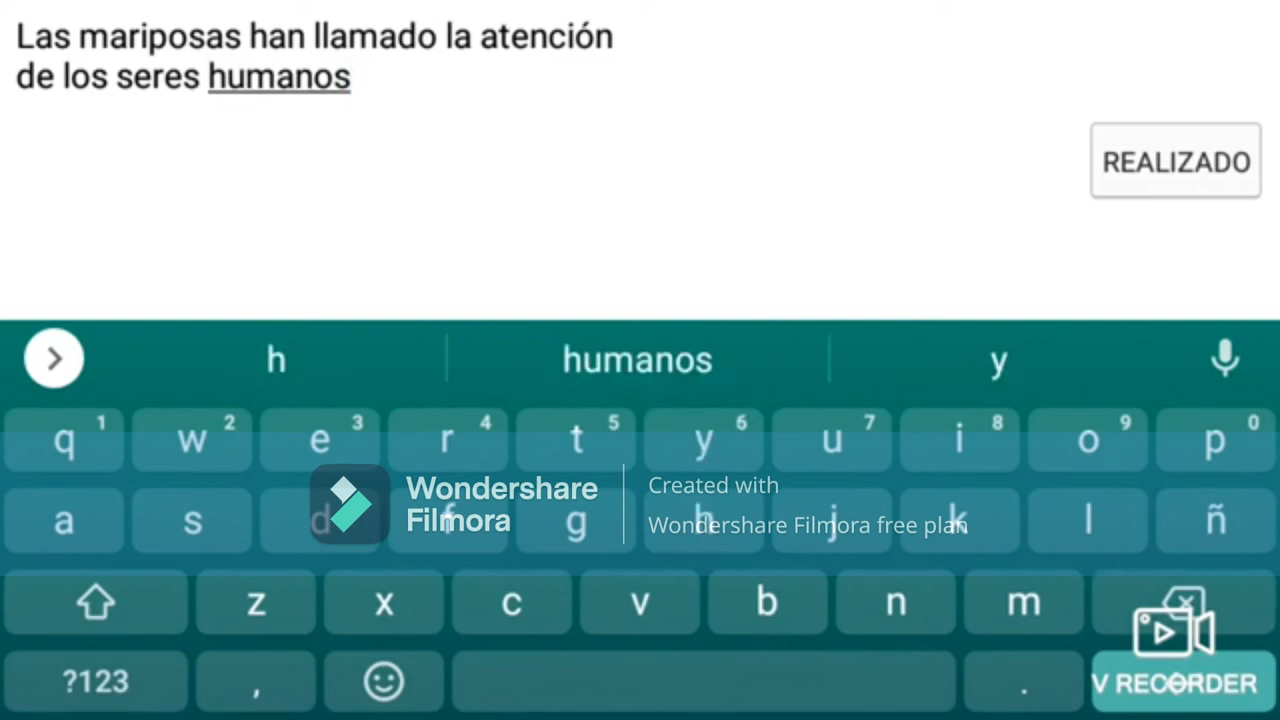 Las mariposas han llamado la atención
de los seres humanos
REALIZADO
h humanos y
q 1 w 2 e 3 r 4 t 5 y 6 u 7 i 8 o 9 p 0
Wondershare
Filmora
Created with
Wondershare Filmora free plan
a s d f g h j k l ñ
z x c v b n m
?123 , .
V RECORDER